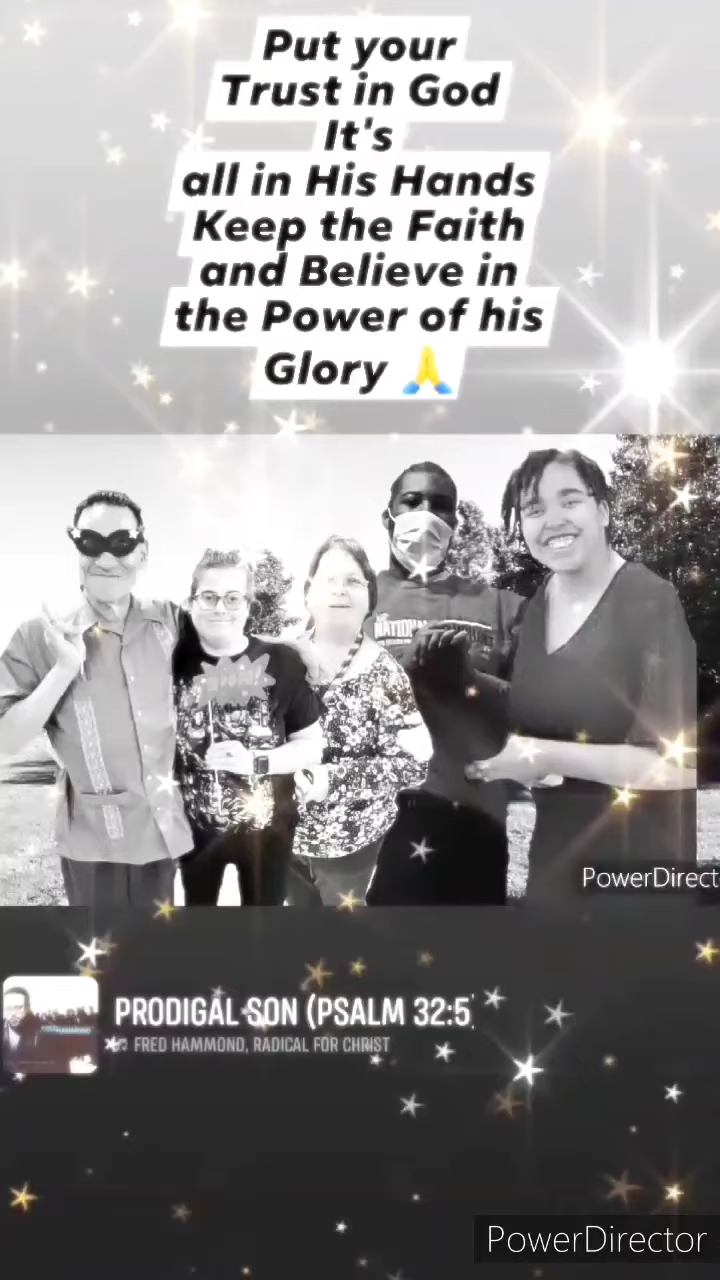 Put your
Trust in God
It's
all in His Hands
Keep the Faith
and Believe in
the Power of his
Glory 🙏
NATION
PowerDirect
PRODIGAL SON (PSALM 32:5
FRED HAMMOND, RADICAL FOR CHRIST
PowerDirector